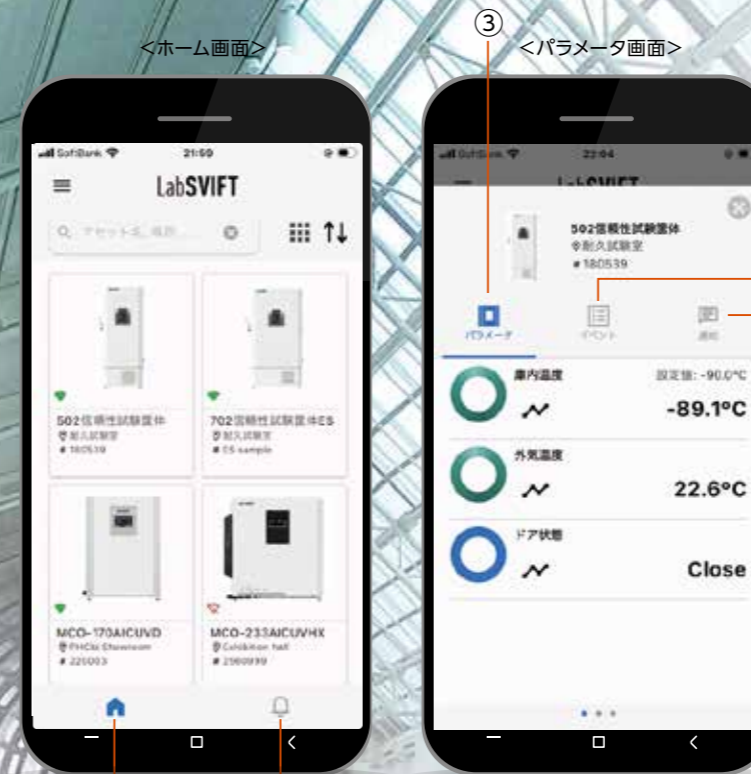 ③
<ホーム画面>
<パラメータ画面>
SoftBank
21:50
LabSVIFT
502信頼性試験筐体
耐久試験室
# 180539
702信頼性試験筐体ES
耐久試験室
# ES sample
MCO-170AICUVD
PHCbi Showroom
# 220003
MCO-233AICUVHX
Exhibition hall
22:04
LabSVIFT
502信頼性試験筐体
耐久試験室
# 180539
パラメータ
イベント
通知
庫内温度
設定値: -90.0°C
-89.1°C
外気温度
22.6°C
ドア状態
Close